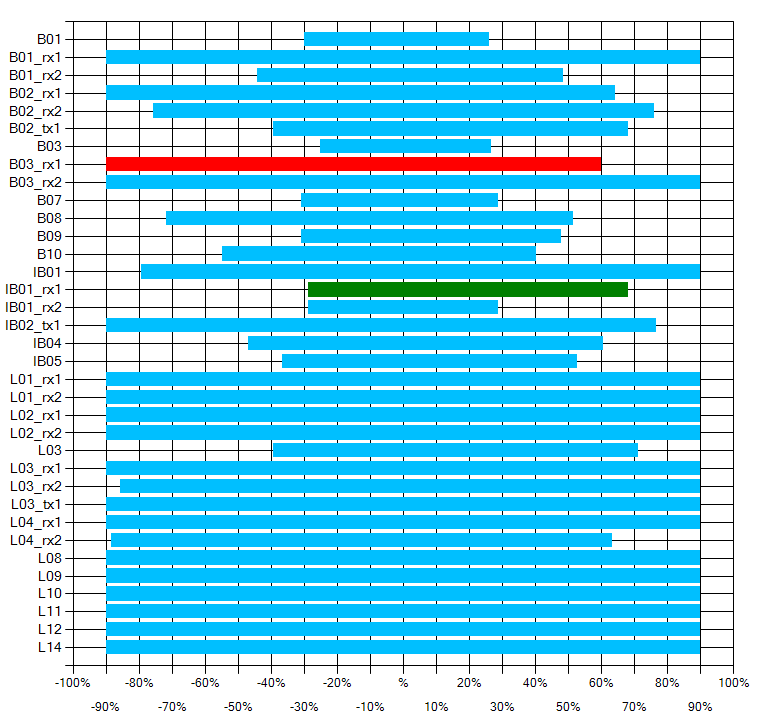 B01
B01_rx1
B01_rx2
B02_rx1
B02_rx2
B02_tx1
B03
B03_rx1
B03_rx2
B07
B08
B09
B10
IB01
IB01_rx1
IB01_rx2
IB02_tx1
IB04
IB05
L01_rx1
L01_rx2
L02_rx1
L02_rx2
L03
L03_rx1
L03_rx2
L03_tx1
L04_rx1
L04_rx2
L08
L09
L10
L11
L12
L14
-100% -80% -60% -40% -20% % 20% 40% 60% 80% 100%
-90% -70% -50% -30% -10% 10% 30% 50% 70% 90%